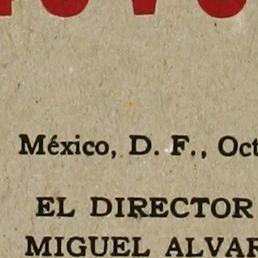 México, D. F., Oct
EL DIRECTOR
MIGUEL ALVAR